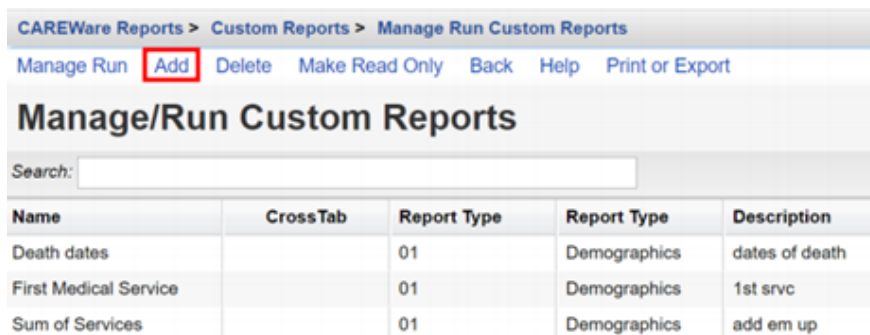 CAREWare Reports > Custom Reports > Manage Run Custom Reports
Manage Run Add Delete Make Read Only Back Help Print or Export
Manage/Run Custom Reports
Search:
Name CrossTab Report Type Report Type Description
Death dates 01 Demographics dates of death
First Medical Service 01 Demographics 1st srvc
Sum of Services 01 Demographics add em up